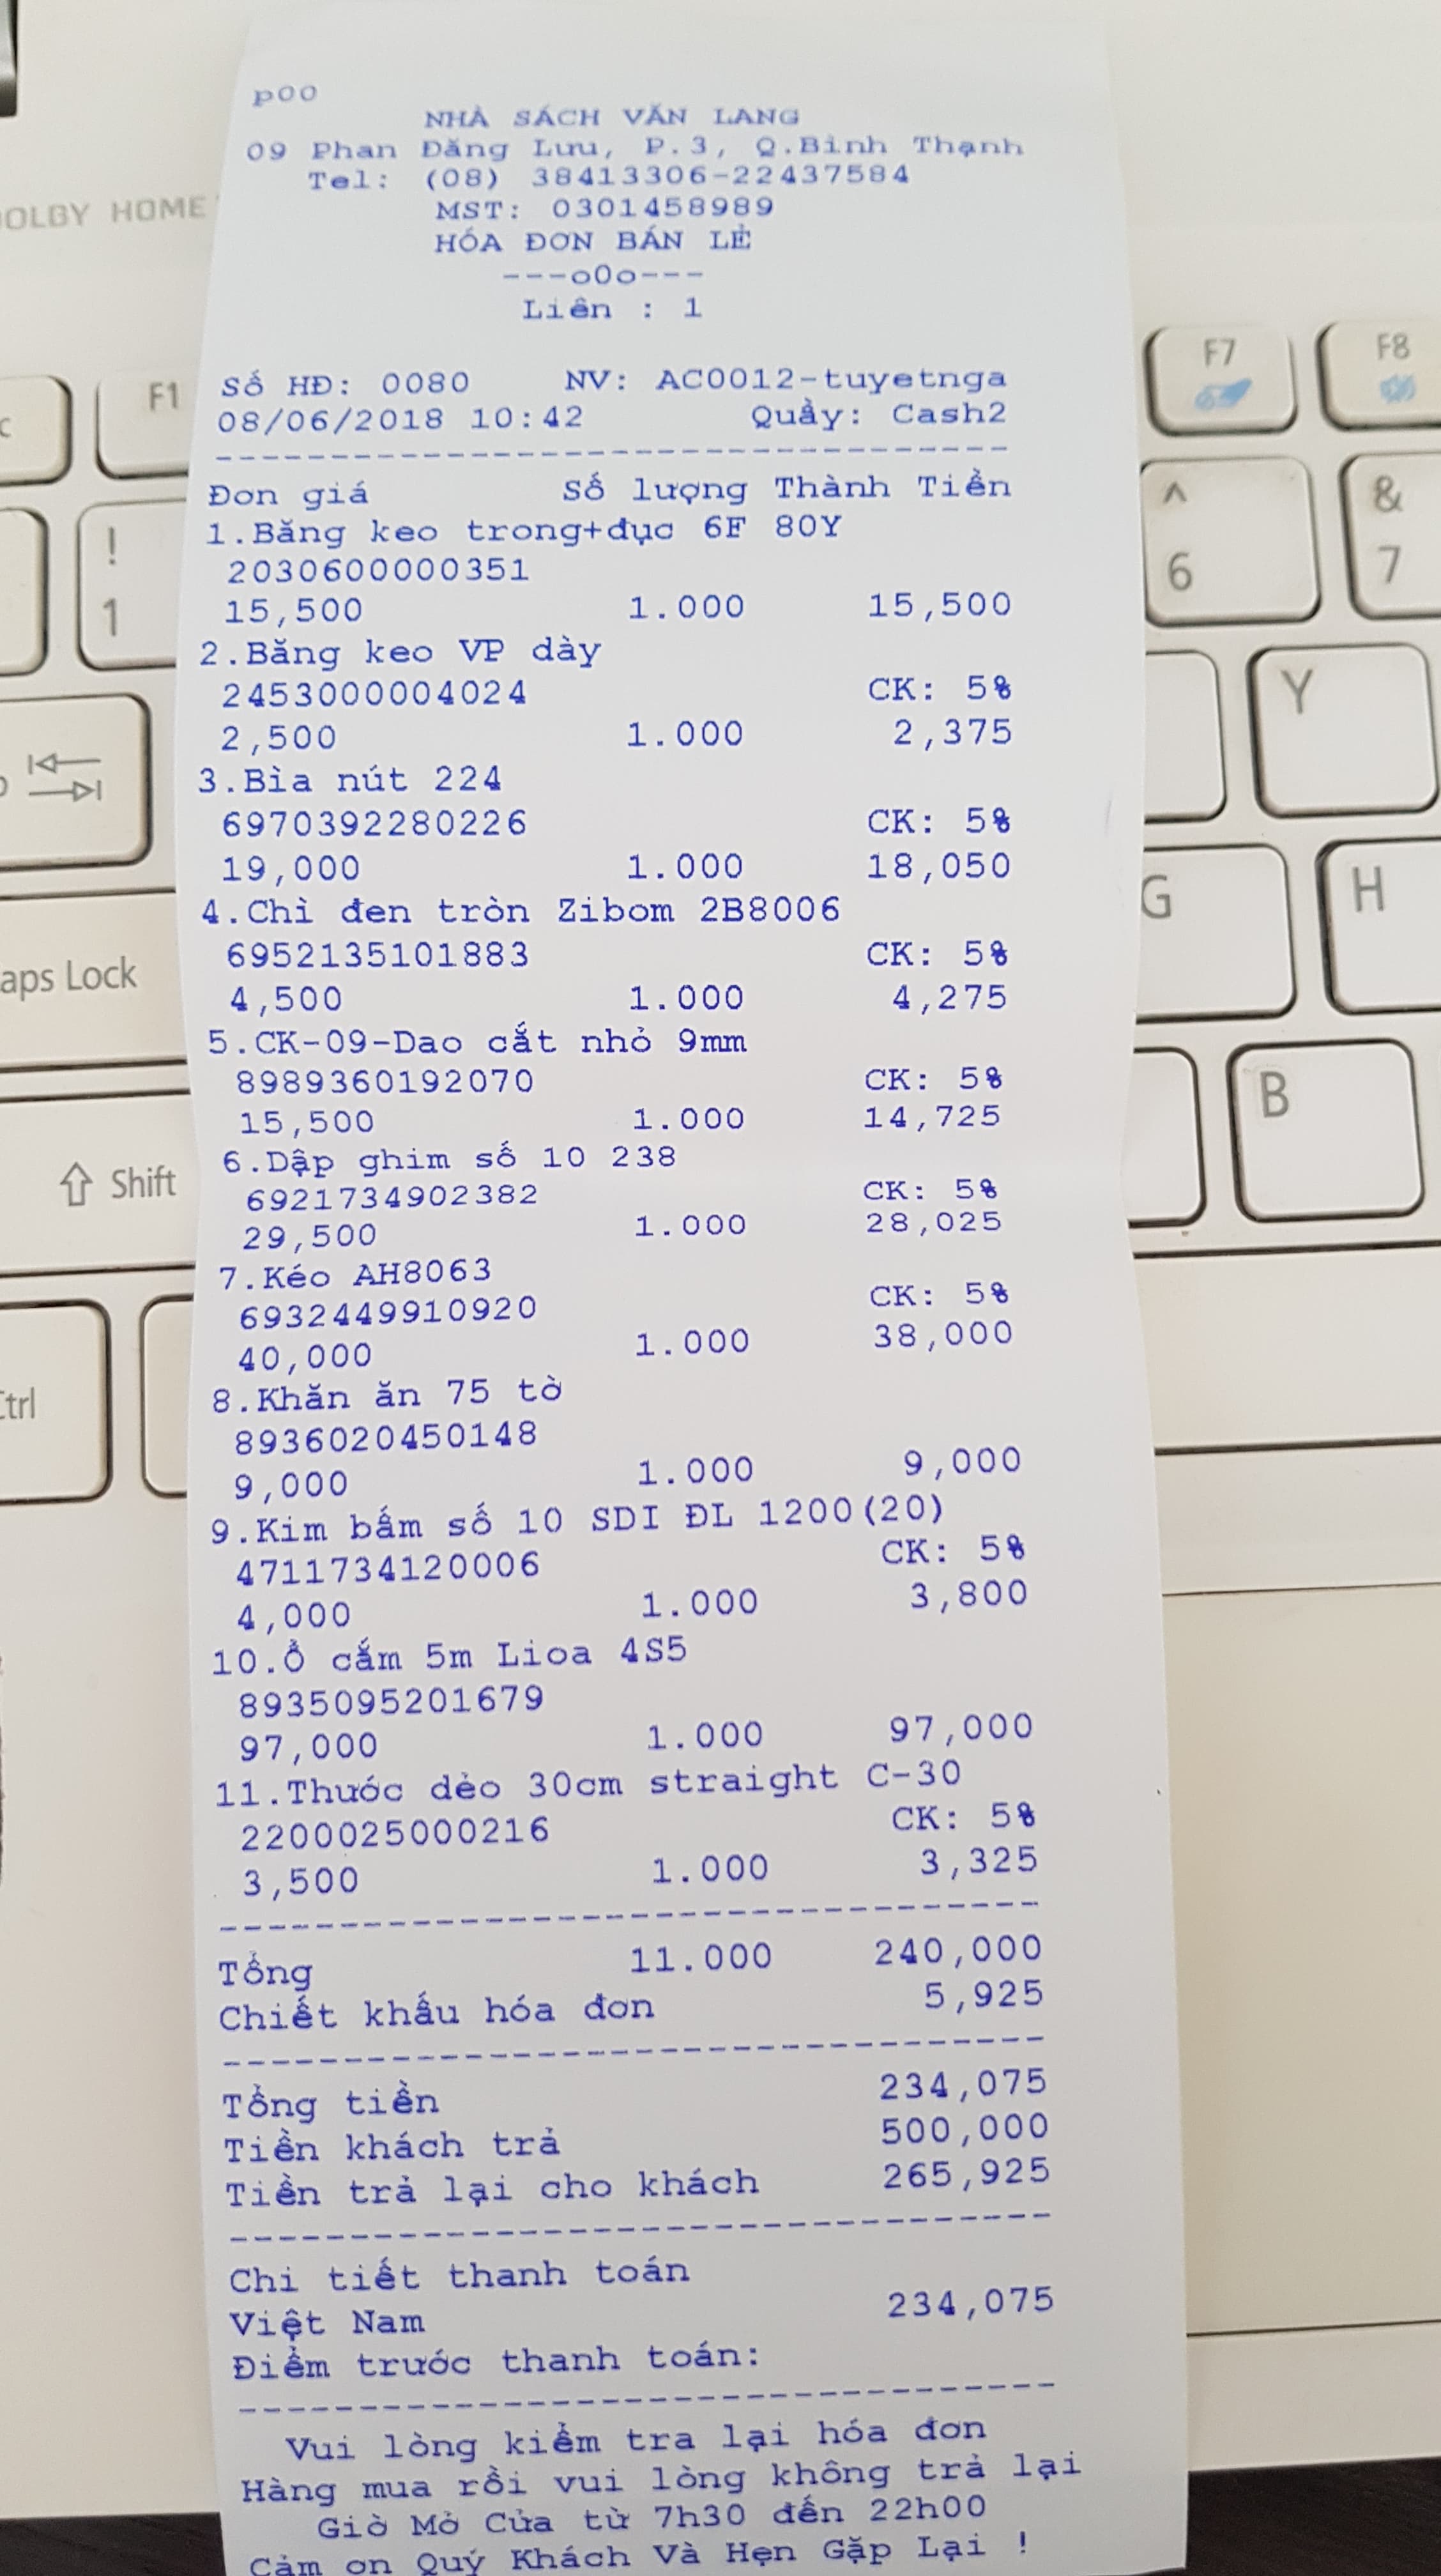 p00
NHÀ SÁCH VĂN LANG
09 Phan Đăng Lưu, P.3, Q.Bình Thạnh
Tel: (08) 38413306-22437584
MST: 0301458989
HÓA ĐƠN BÁN LẺ
---o0o---
Liên : 1
Số HĐ: 0080 NV: AC0012-tuyetnga
08/06/2018 10:42 Quầy: Cash2
Đơn giá Số lượng Thành Tiền
1.Băng keo trong+đục 6F 80Y
2030600000351
15,500 1.000 15,500
2.Băng keo VP dày
2453000004024 CK: 5%
2,500 1.000 2,375
3.Bìa nút 224
6970392280226 CK: 5%
19,000 1.000 18,050
4.Chì đen tròn Zibom 2B8006
6952135101883 CK: 5%
4,500 1.000 4,275
5.CK-09-Dao cắt nhỏ 9mm
8989360192070 CK: 5%
15,500 1.000 14,725
6.Dập ghim số 10 238
6921734902382 CK: 5%
29,500 1.000 28,025
7.Kéo AH8063
6932449910920 CK: 5%
40,000 1.000 38,000
8.Khăn ăn 75 tờ
8936020450148
9,000 1.000 9,000
9.Kim bấm số 10 SDI ĐL 1200(20)
4711734120006 CK: 5%
4,000 1.000 3,800
10.Ổ cắm 5m Lioa 4S5
8935095201679
97,000 1.000 97,000
11.Thước dẻo 30cm straight C-30
2200025000216 CK: 5%
3,500 1.000 3,325
Tổng 11.000 240,000
Chiết khấu hóa đơn 5,925
Tổng tiền 234,075
Tiền khách trả 500,000
Tiền trả lại cho khách 265,925
Chi tiết thanh toán
Việt Nam 234,075
Điểm trước thanh toán:
Vui lòng kiểm tra lại hóa đơn
Hàng mua rồi vui lòng không trả lại
Giờ Mở Cửa từ 7h30 đến 22h00
Cảm ơn Quý Khách Và Hẹn Gặp Lại !
DOLBY HOME
F1
F7
F8
!
1
^
6
&
7
Y
G
H
B
aps Lock
Shift
Ctrl